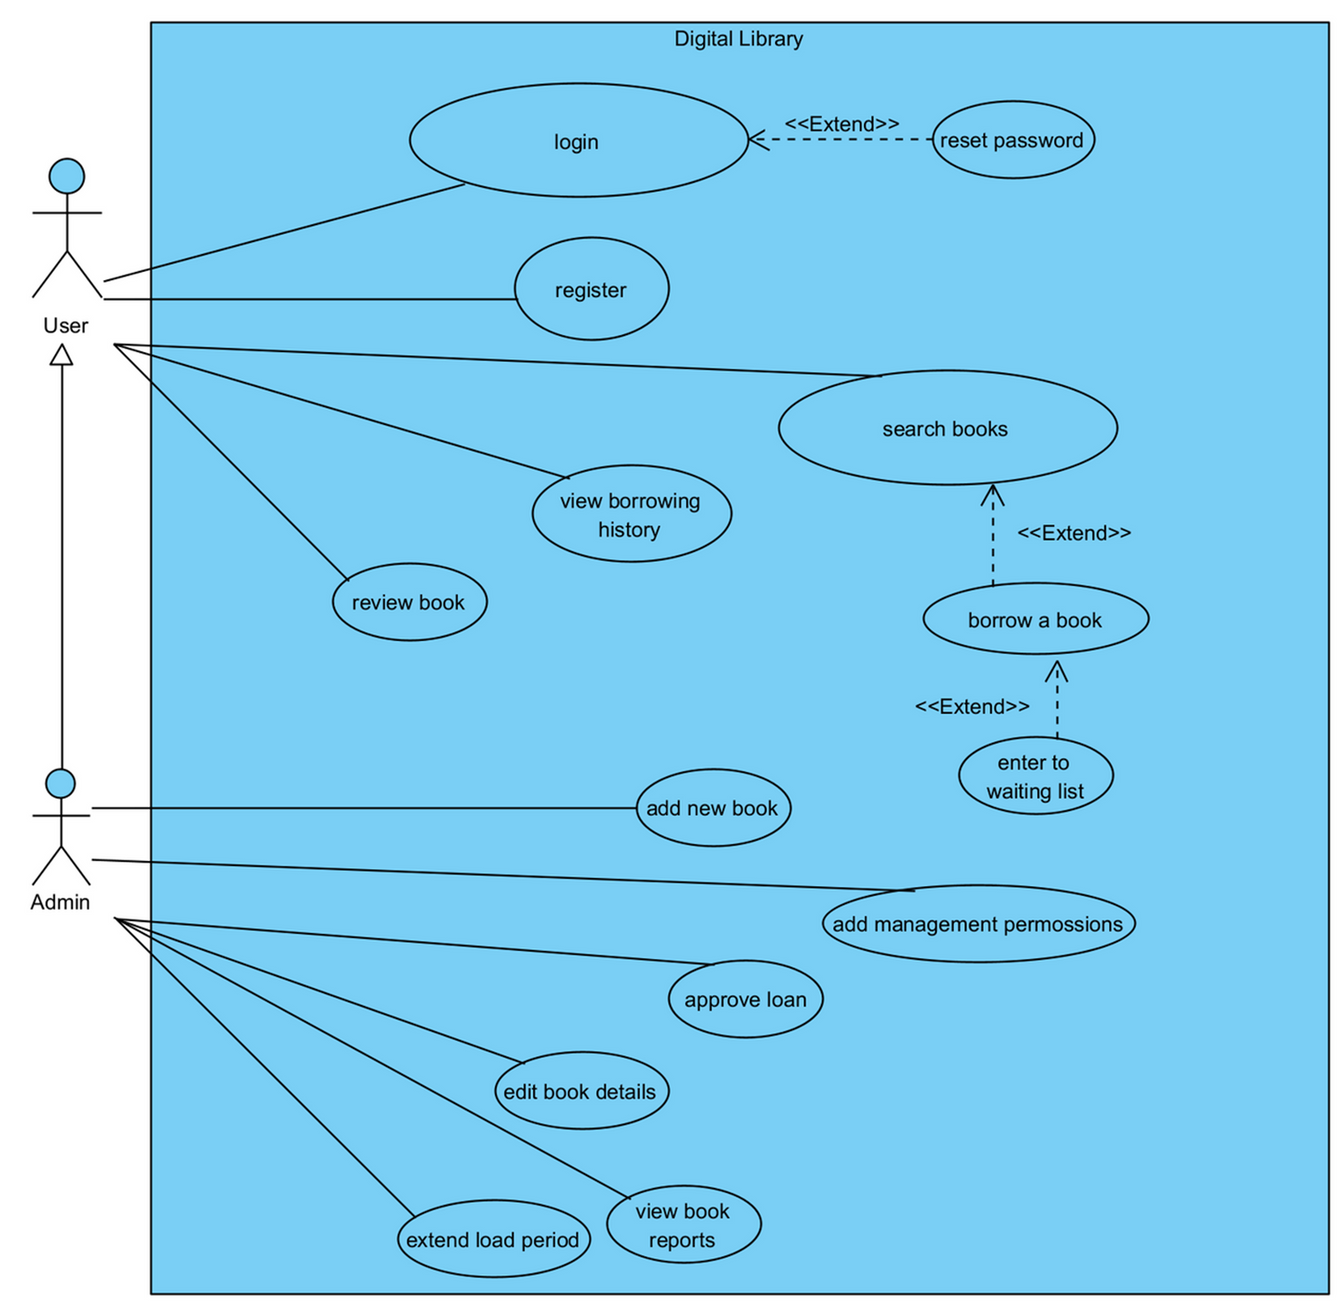 Digital Library
login
<<Extend>>
reset password
register
User
search books
view borrowing
history
<<Extend>>
review book
borrow a book
<<Extend>>
enter to
waiting list
add new book
Admin
add management permossions
approve loan
edit book details
view book
reports
extend load period